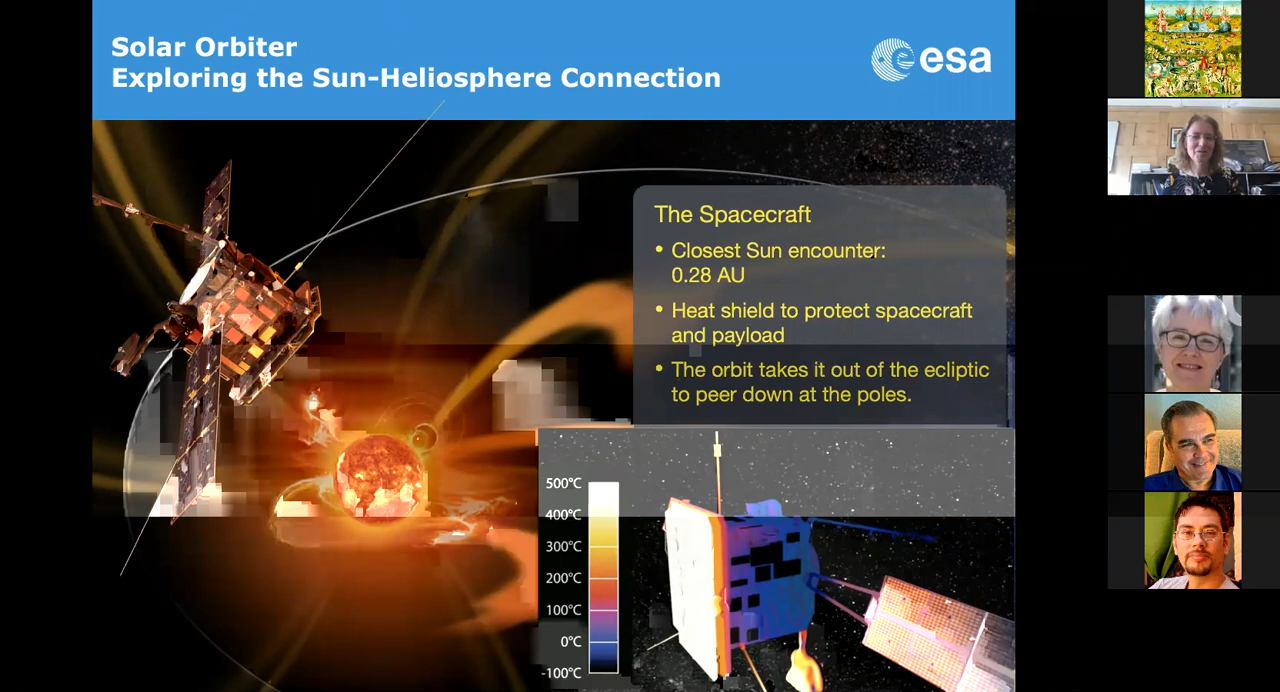 Solar Orbiter
Exploring the Sun-Heliosphere Connection
esa
The Spacecraft
• Closest Sun encounter:
0.28 AU
• Heat shield to protect spacecraft
and payload
• The orbit takes it out of the ecliptic
to peer down at the poles.
500°C
400°C
300°C
200°C
100°C
0°C
-100°C